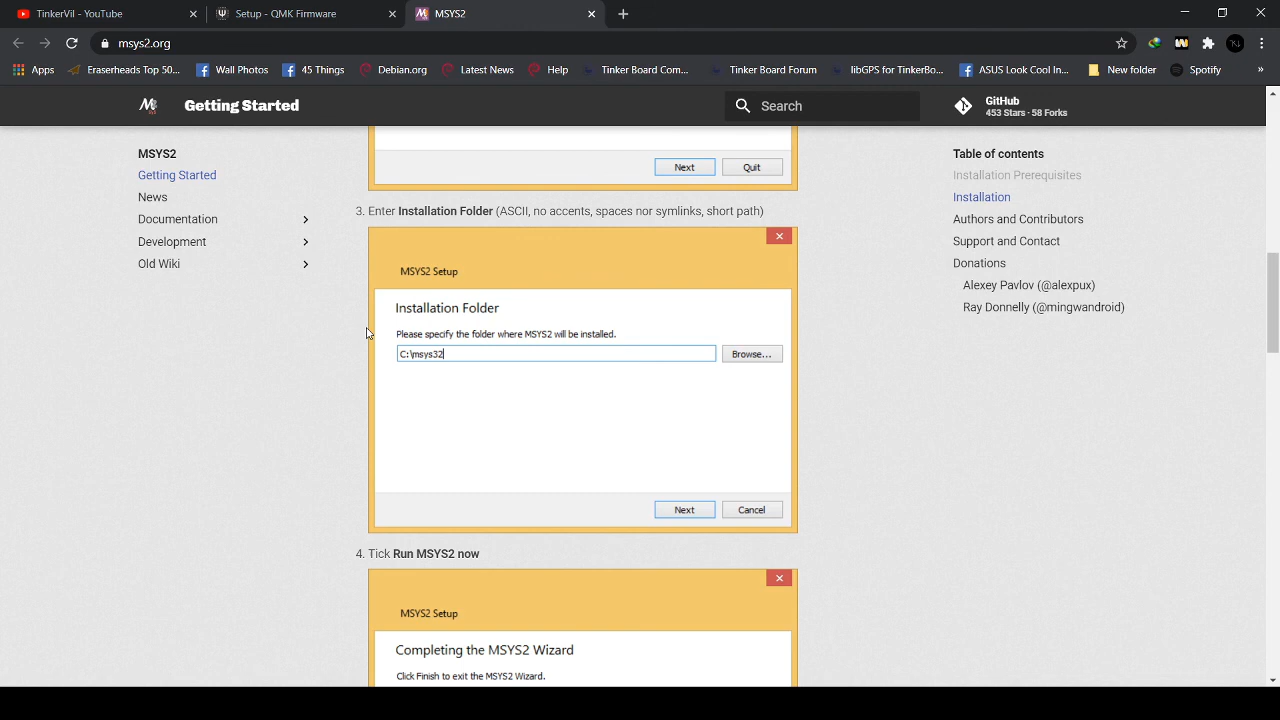 TinkerVil - YouTube
Setup - QMK Firmware
MSYS2
msys2.org
Apps
Eraserheads Top 50...
Wall Photos
45 Things
Debian.org
Latest News
Help
Tinker Board Com...
Tinker Board Forum
libGPS for TinkerBo...
ASUS Look Cool In...
New folder
Spotify
»
Getting Started
Search
GitHub
453 Stars · 58 Forks
MSYS2
Getting Started
News
Documentation
Development
Old Wiki
Next
Quit
3. Enter Installation Folder (ASCII, no accents, spaces nor symlinks, short path)
MSYS2 Setup
Installation Folder
Please specify the folder where MSYS2 will be installed.
C:\msys32
Browse...
Next
Cancel
4. Tick Run MSYS2 now
MSYS2 Setup
Completing the MSYS2 Wizard
Click Finish to exit the MSYS2 Wizard.
Table of contents
Installation Prerequisites
Installation
Authors and Contributors
Support and Contact
Donations
Alexey Pavlov (@alexpux)
Ray Donnelly (@mingwandroid)